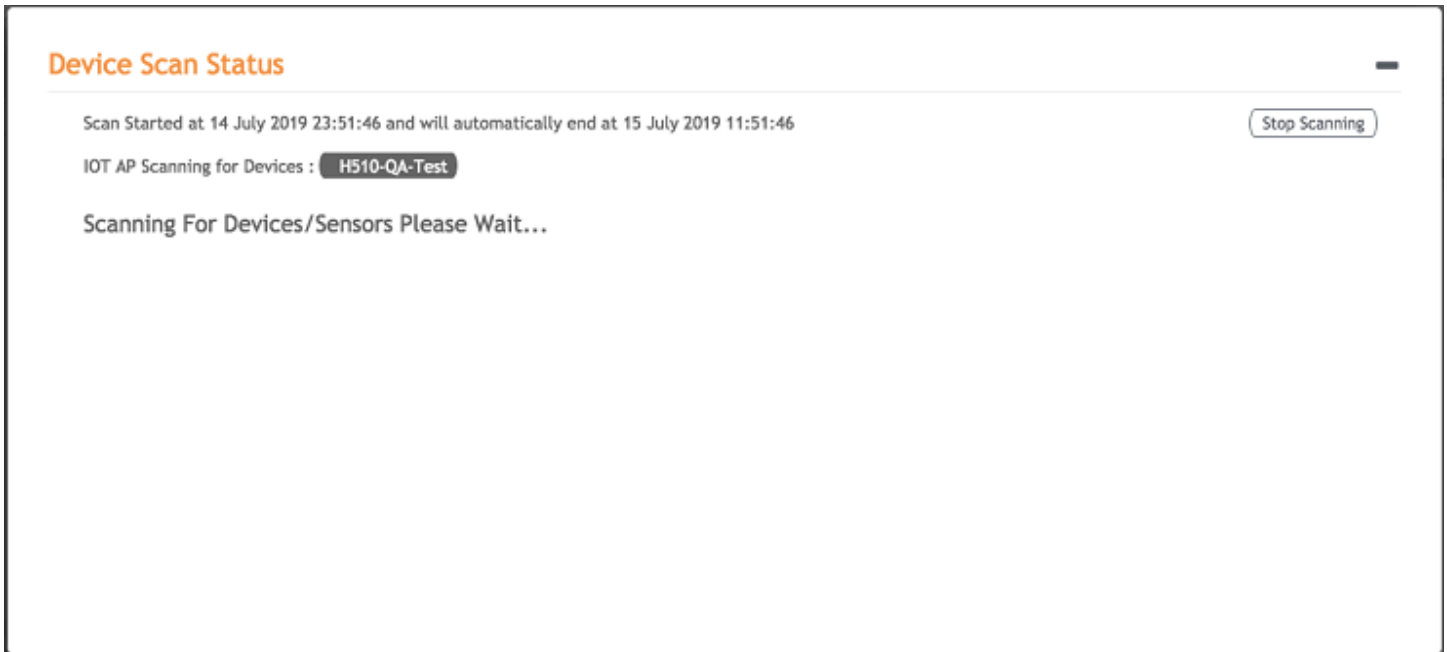 Device Scan Status
Scan Started at 14 July 2019 23:51:46 and will automatically end at 15 July 2019 11:51:46
Stop Scanning
IOT AP Scanning for Devices : H510-QA-Test
Scanning For Devices/Sensors Please Wait...